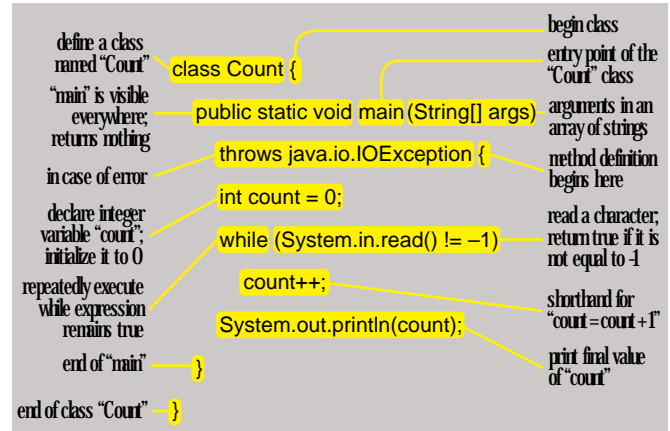 begin class
define a class
named “Count”
class Count {
entry point of the
“Count” class
“main” is visible
everywhere;
returns nothing
public static void main (String[] args)
arguments in an
array of strings
throws java.io.IOException {
in case of error
method definition
begins here
int count = 0;
declare integer
variable “count”;
initialize it to 0
while (System.in.read() != –1)
read a character;
return true if it is
not equal to -1
repeatedly execute
while expression
remains true
count++;
shorthand for
“count = count + 1”
System.out.println(count);
print final value
of “count”
end of “main”
}
end of class “Count”
}